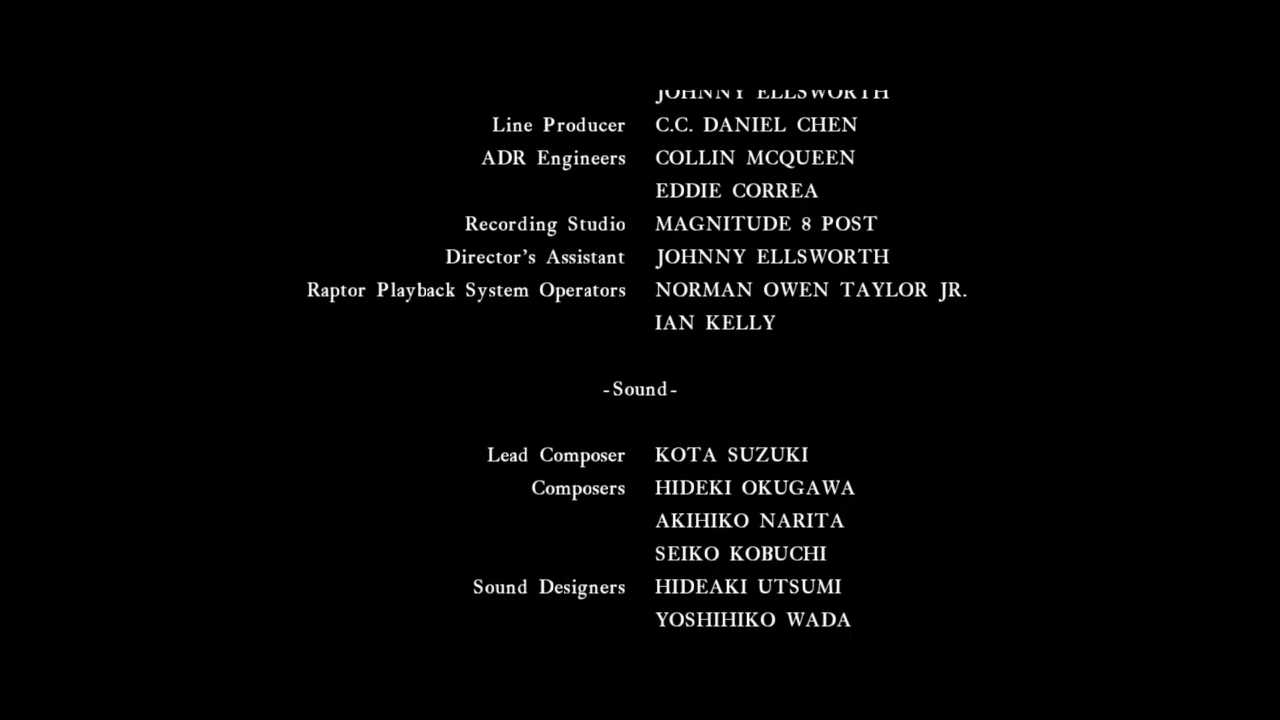 JOHNNY ELLSWORTH
Line Producer C.C. DANIEL CHEN
ADR Engineers COLLIN MCQUEEN
EDDIE CORREA
Recording Studio MAGNITUDE 8 POST
Director's Assistant JOHNNY ELLSWORTH
Raptor Playback System Operators NORMAN OWEN TAYLOR JR.
IAN KELLY
-Sound-
Lead Composer KOTA SUZUKI
Composers HIDEKI OKUGAWA
AKIHIKO NARITA
SEIKO KOBUCHI
Sound Designers HIDEAKI UTSUMI
YOSHIHIKO WADA